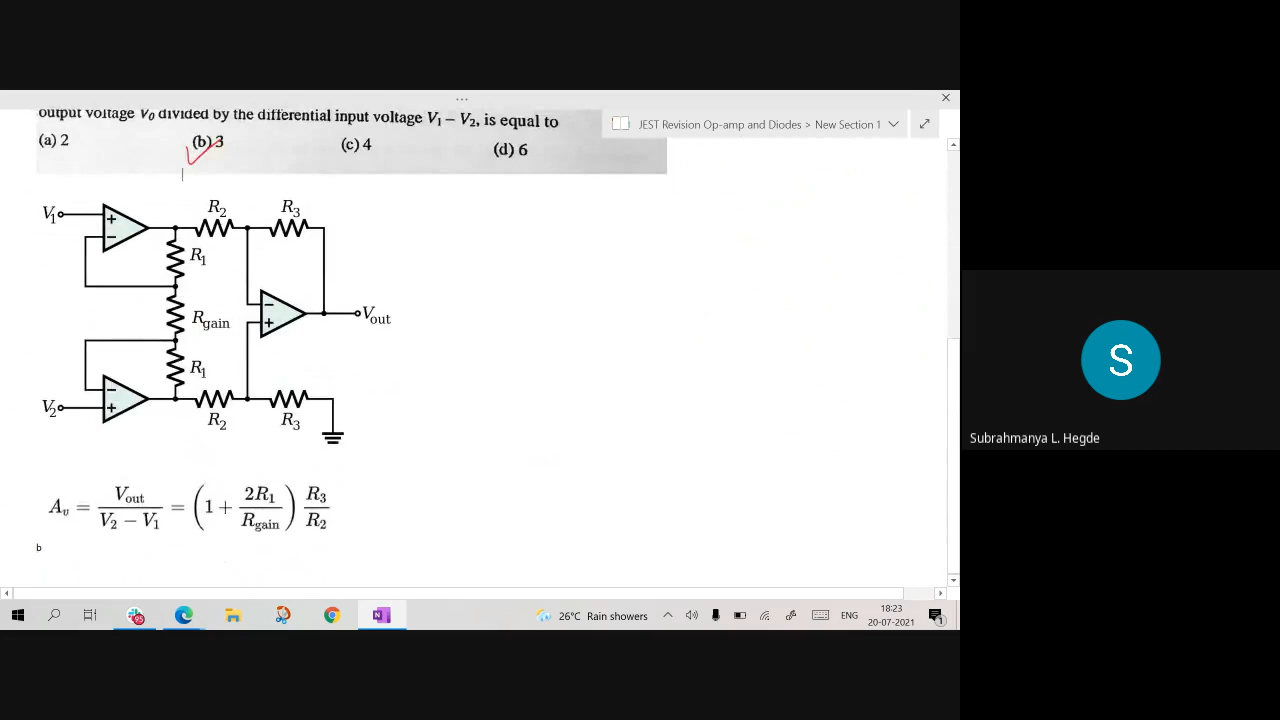 output voltage V₀ divided by the differential input voltage V₁ − V₂, is equal to
JEST Revision Op-amp and Diodes > New Section 1
(a) 2 (b) 3 (c) 4 (d) 6
V₁
+
−
R₂
R₃
R₁
R_gain
−
+
V_out
R₁
−
+
V₂
R₂
R₃
A_v = V_out / (V₂ − V₁) = (1 + 2R₁ / R_gain) R₃ / R₂
b
S
Subrahmanya L. Hegde
26°C Rain showers
ENG
18:23
20-07-2021
95
1